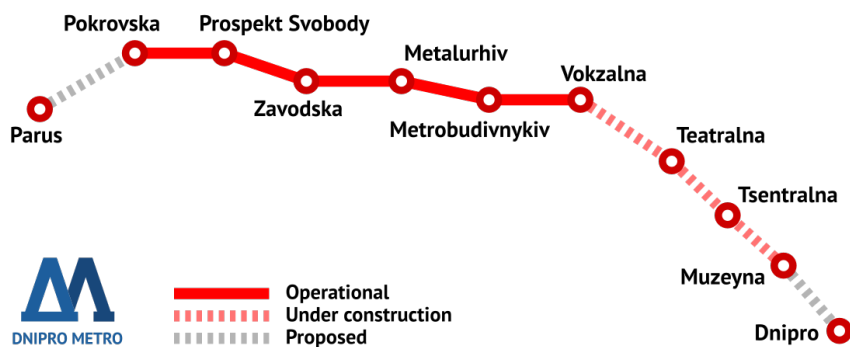 Pokrovska
Prospekt Svobody
Metalurhiv
Vokzalna
Zavodska
Parus
Metrobudivnykiv
Teatralna
Tsentralna
Muzeyna
Dnipro
DNIPRO METRO
Operational
Under construction
Proposed